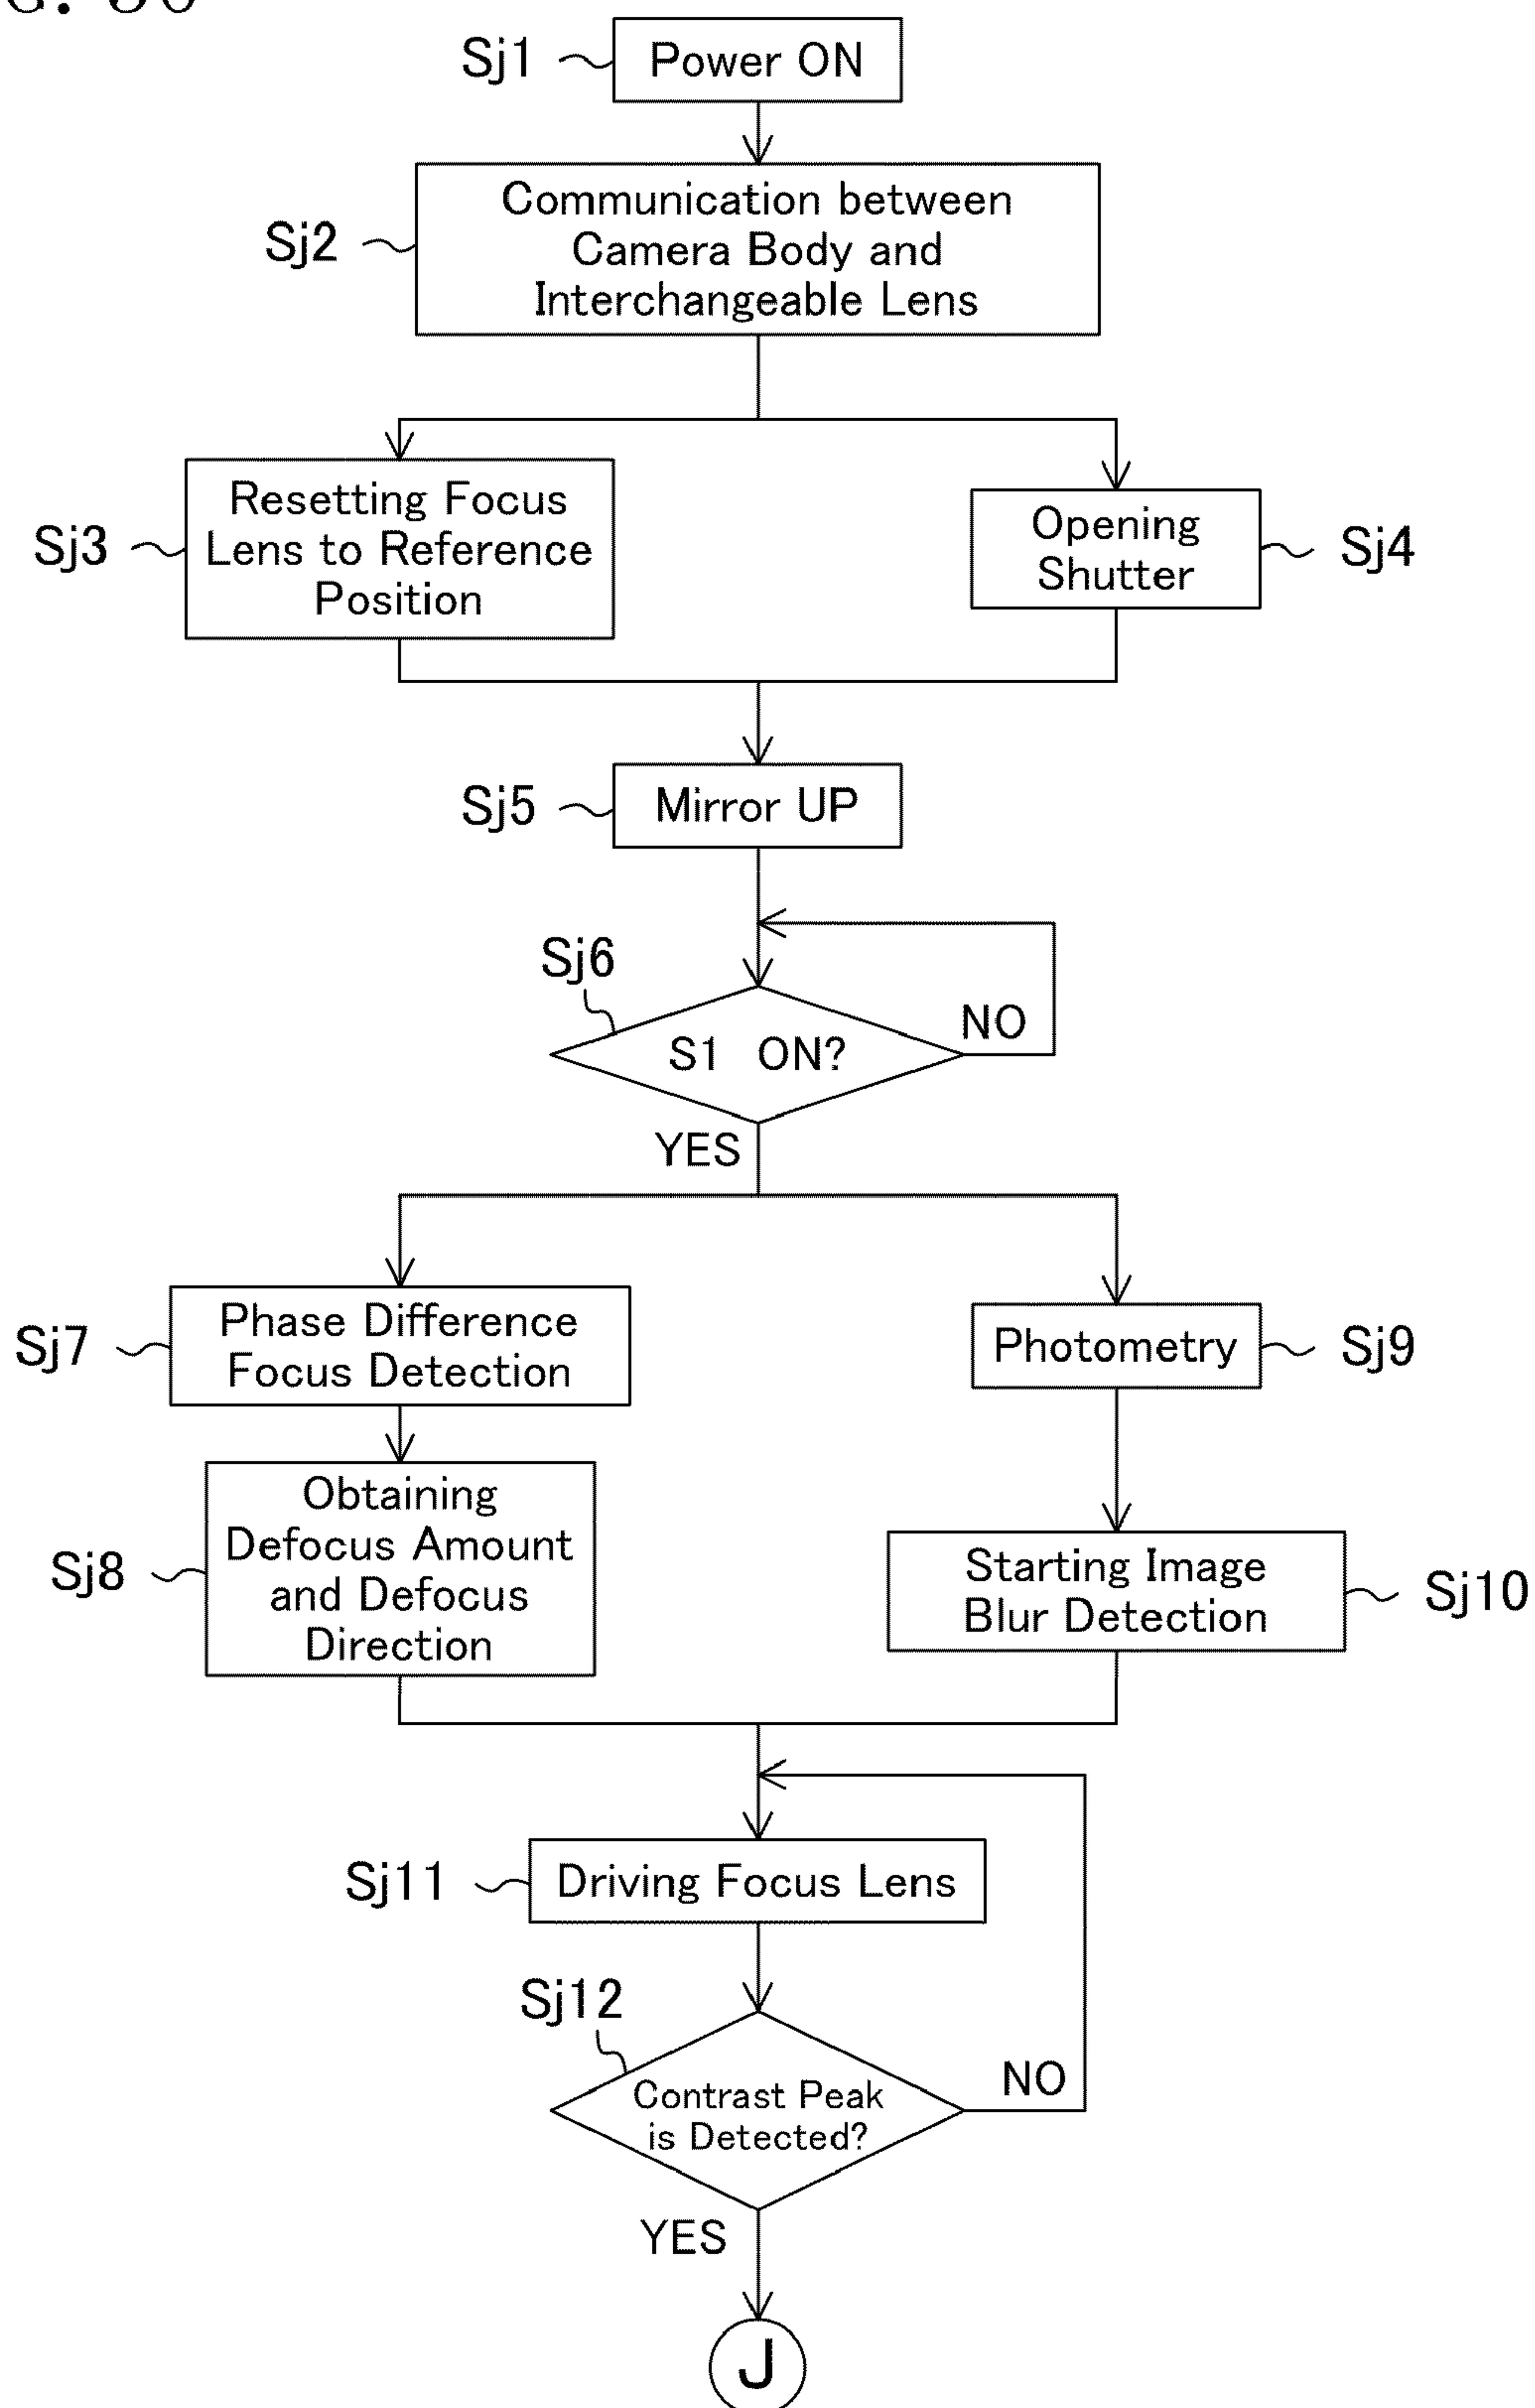 Sj1
Power ON
Sj2
Communication between
Camera Body and
Interchangeable Lens
Sj3
Resetting Focus
Lens to Reference
Position
Opening
Shutter
Sj4
Sj5
Mirror UP
Sj6
S1 ON?
NO
YES
Sj7
Phase Difference
Focus Detection
Photometry
Sj9
Sj8
Obtaining
Defocus Amount
and Defocus
Direction
Starting Image
Blur Detection
Sj10
Sj11
Driving Focus Lens
Sj12
Contrast Peak
is Detected?
NO
YES
J